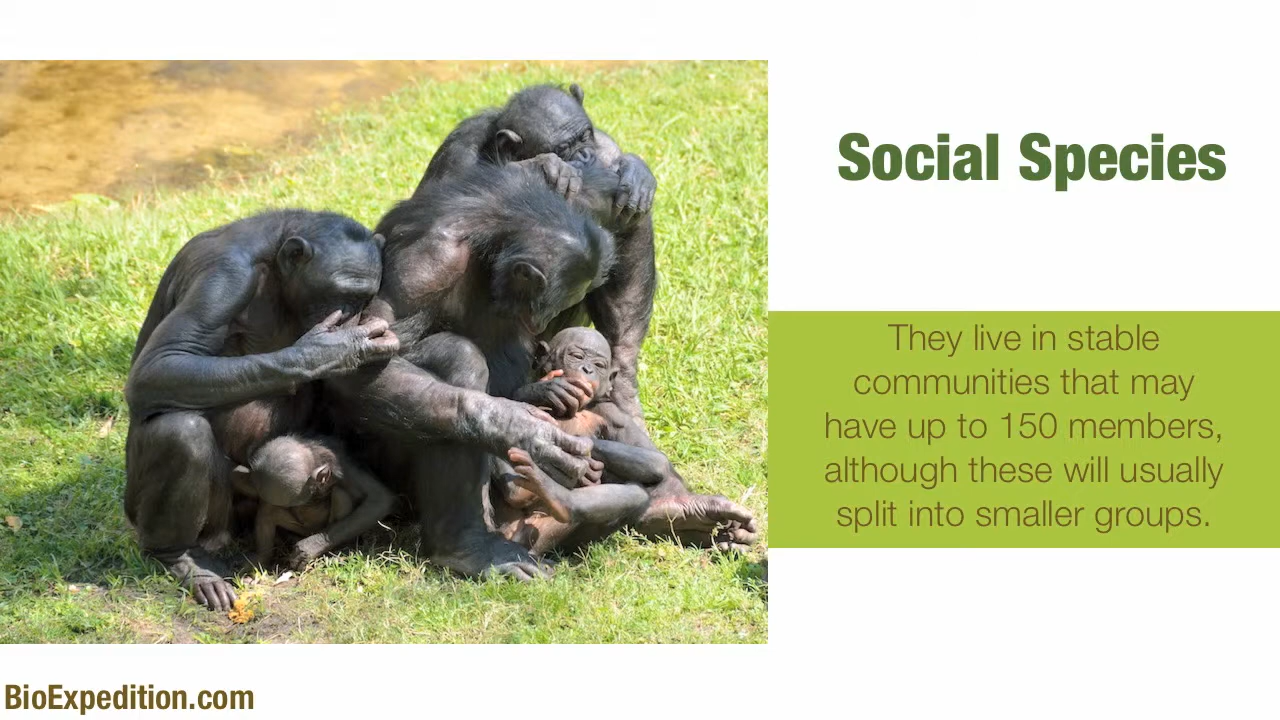 Social Species
They live in stable
communities that may
have up to 150 members,
although these will usually
split into smaller groups.
BioExpedition.com